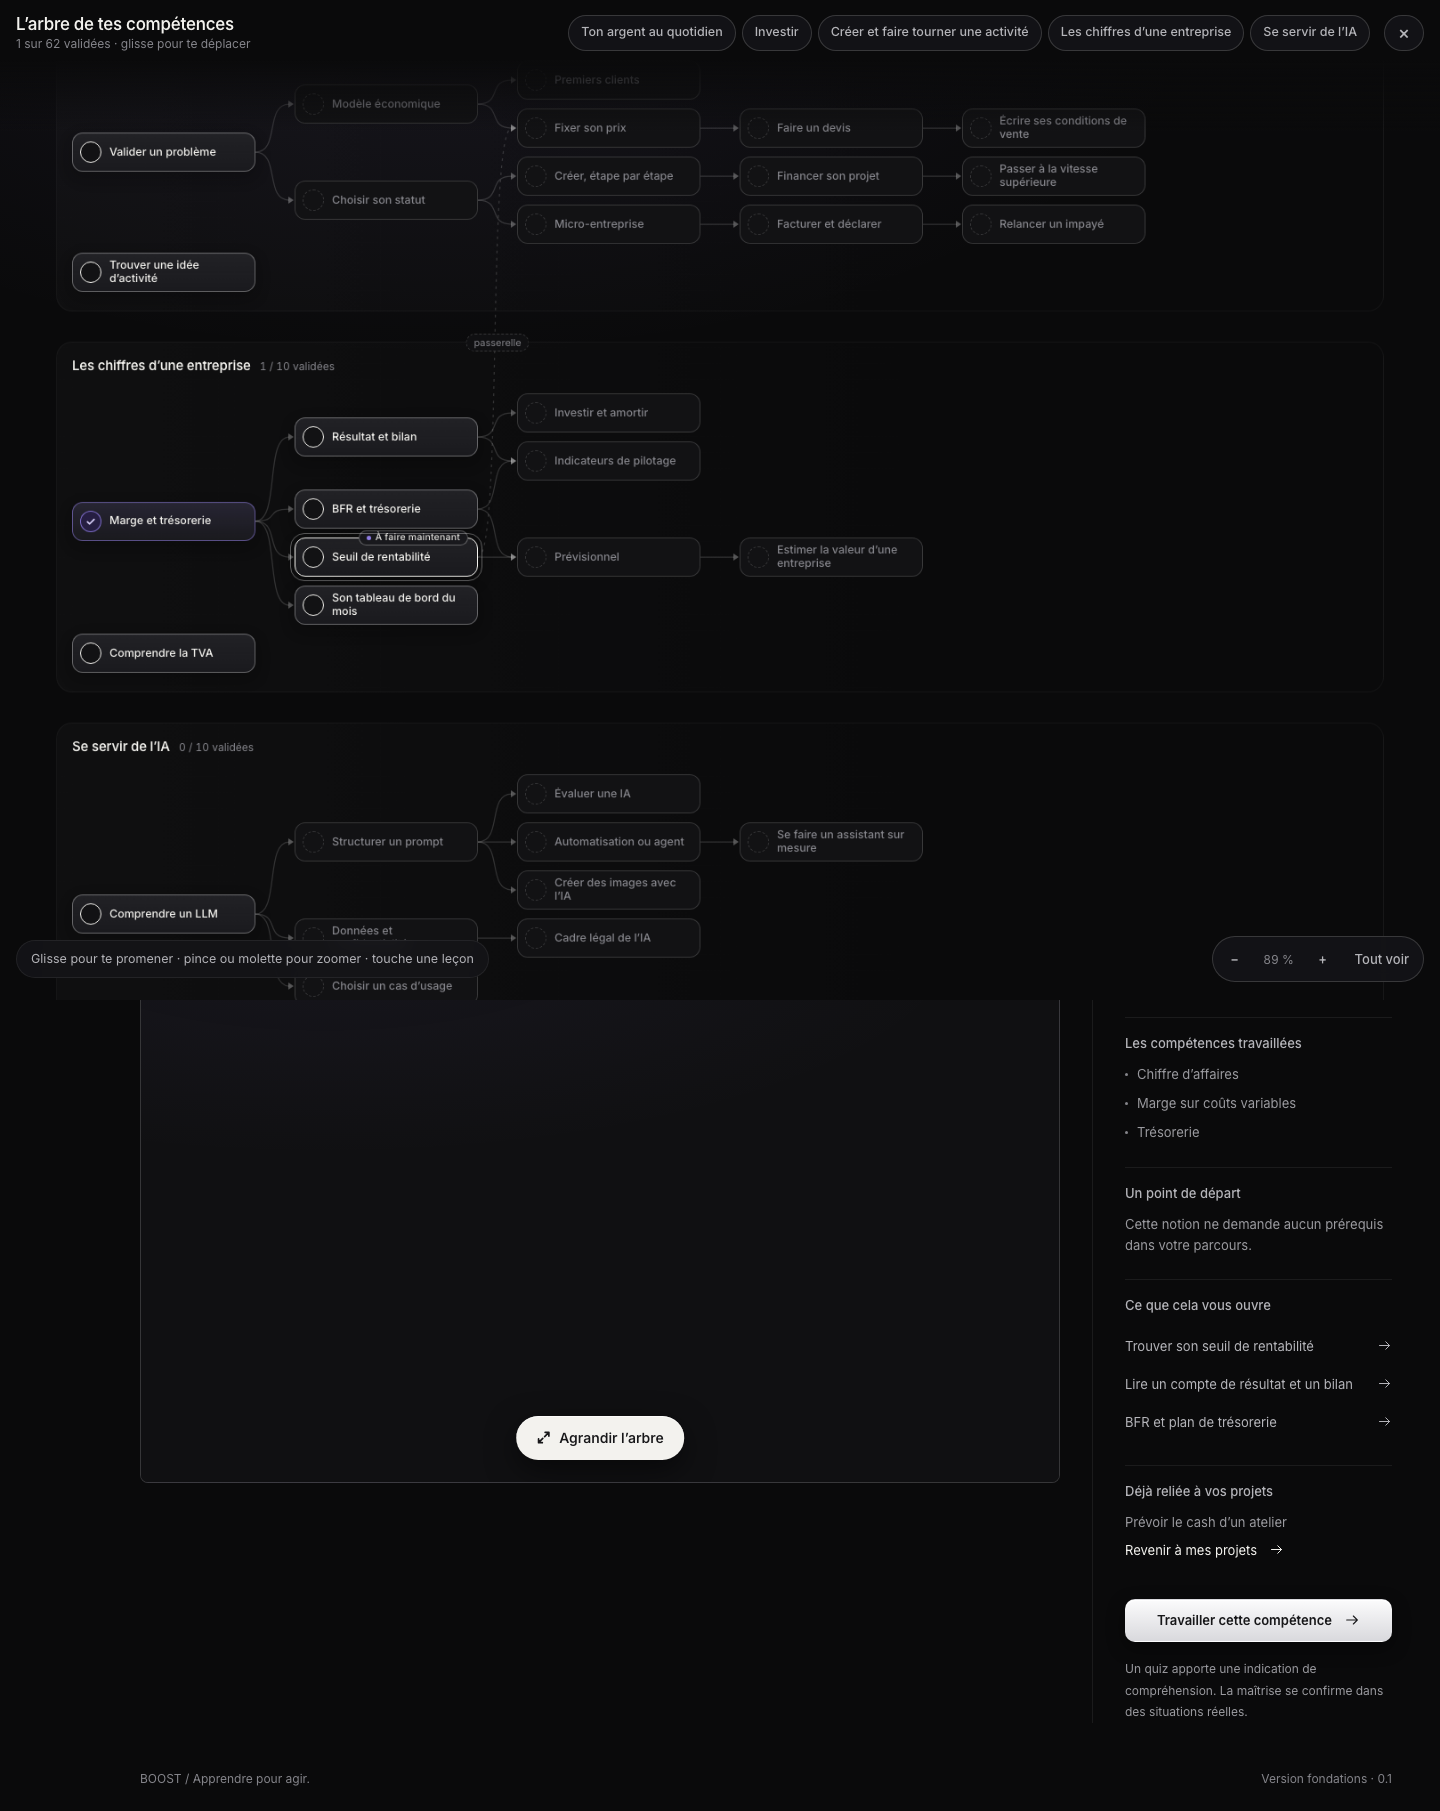 L’arbre de tes compétences
1 sur 62 validées · glisse pour te déplacer
Ton argent au quotidien
Investir
Créer et faire tourner une activité
Les chiffres d’une entreprise
Se servir de l’IA
×
Premiers clients
Modèle économique
Fixer son prix
Faire un devis
Écrire ses conditions de
vente
Valider un problème
Créer, étape par étape
Financer son projet
Passer à la vitesse
supérieure
Choisir son statut
Micro-entreprise
Facturer et déclarer
Relancer un impayé
Trouver une idée
d’activité
passerelle
Les chiffres d’une entreprise 1 / 10 validées
Investir et amortir
Résultat et bilan
Indicateurs de pilotage
BFR et trésorerie
Marge et trésorerie
À faire maintenant
Seuil de rentabilité
Prévisionnel
Estimer la valeur d’une
entreprise
Son tableau de bord du
mois
Comprendre la TVA
Se servir de l’IA 0 / 10 validées
Évaluer une IA
Structurer un prompt
Automatisation ou agent
Se faire un assistant sur
mesure
Créer des images avec
l’IA
Comprendre un LLM
Données et
Cadre légal de l’IA
Choisir un cas d’usage
Glisse pour te promener · pince ou molette pour zoomer · touche une leçon
− 89 % + Tout voir
Agrandir l’arbre
Les compétences travaillées
• Chiffre d’affaires
• Marge sur coûts variables
• Trésorerie
Un point de départ
Cette notion ne demande aucun prérequis
dans votre parcours.
Ce que cela vous ouvre
Trouver son seuil de rentabilité →
Lire un compte de résultat et un bilan →
BFR et plan de trésorerie →
Déjà reliée à vos projets
Prévoir le cash d’un atelier
Revenir à mes projets →
Travailler cette compétence →
Un quiz apporte une indication de
compréhension. La maîtrise se confirme dans
des situations réelles.
BOOST / Apprendre pour agir.
Version fondations · 0.1